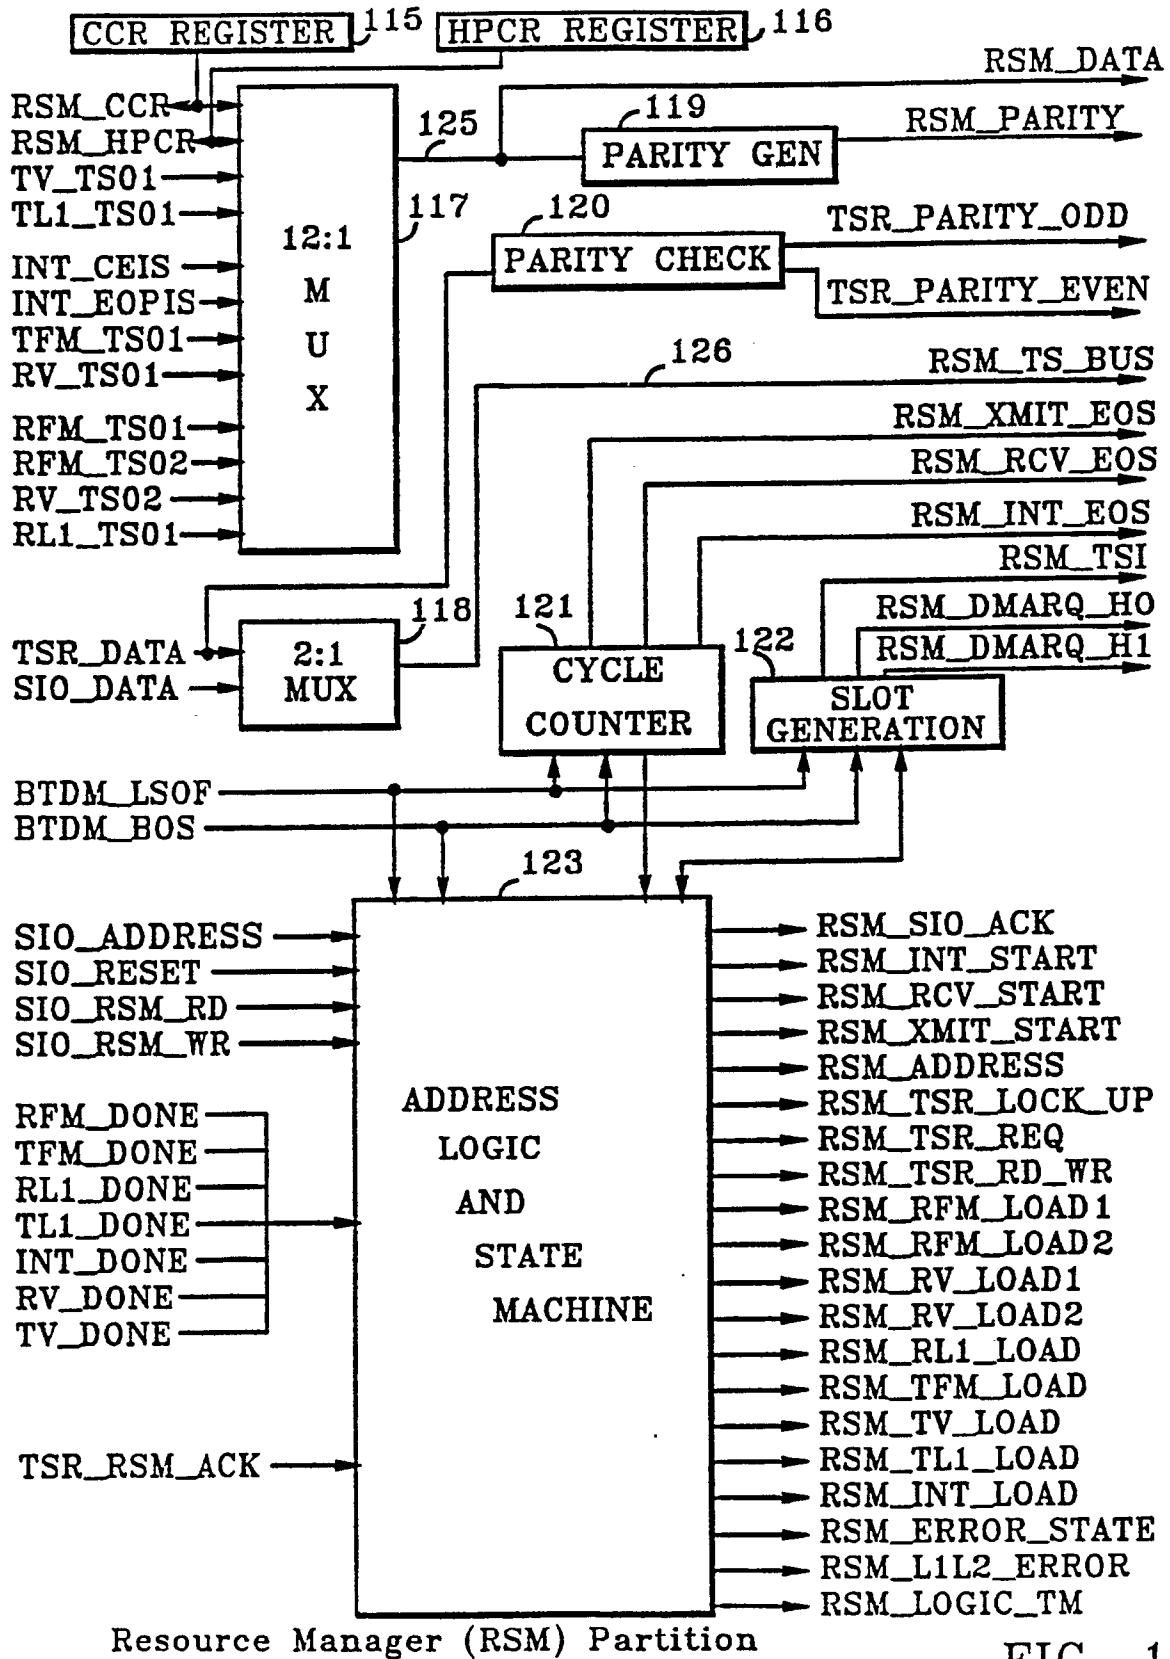 CCR REGISTER
115
HPCR REGISTER
116
RSM_DATA
RSM_CCR
RSM_HPCR
TV_TS01
TL1_TS01
INT_CEIS
INT_EOPIS
TFM_TS01
RV_TS01
RFM_TS01
RFM_TS02
RV_TS02
RL1_TS01
12:1
M
U
X
117
125
119
PARITY GEN
RSM_PARITY
120
PARITY CHECK
TSR_PARITY_ODD
TSR_PARITY_EVEN
126
RSM_TS_BUS
RSM_XMIT_EOS
RSM_RCV_EOS
RSM_INT_EOS
RSM_TSI
RSM_DMARQ_H0
RSM_DMARQ_H1
TSR_DATA
SIO_DATA
2:1
MUX
118
121
CYCLE
COUNTER
122
SLOT
GENERATION
BTDM_LSOF
BTDM_BOS
123
SIO_ADDRESS
SIO_RESET
SIO_RSM_RD
SIO_RSM_WR
RFM_DONE
TFM_DONE
RL1_DONE
TL1_DONE
INT_DONE
RV_DONE
TV_DONE
TSR_RSM_ACK
ADDRESS
LOGIC
AND
STATE
MACHINE
RSM_SIO_ACK
RSM_INT_START
RSM_RCV_START
RSM_XMIT_START
RSM_ADDRESS
RSM_TSR_LOCK_UP
RSM_TSR_REQ
RSM_TSR_RD_WR
RSM_RFM_LOAD1
RSM_RFM_LOAD2
RSM_RV_LOAD1
RSM_RV_LOAD2
RSM_RL1_LOAD
RSM_TFM_LOAD
RSM_TV_LOAD
RSM_TL1_LOAD
RSM_INT_LOAD
RSM_ERROR_STATE
RSM_L1L2_ERROR
RSM_LOGIC_TM
Resource Manager (RSM) Partition